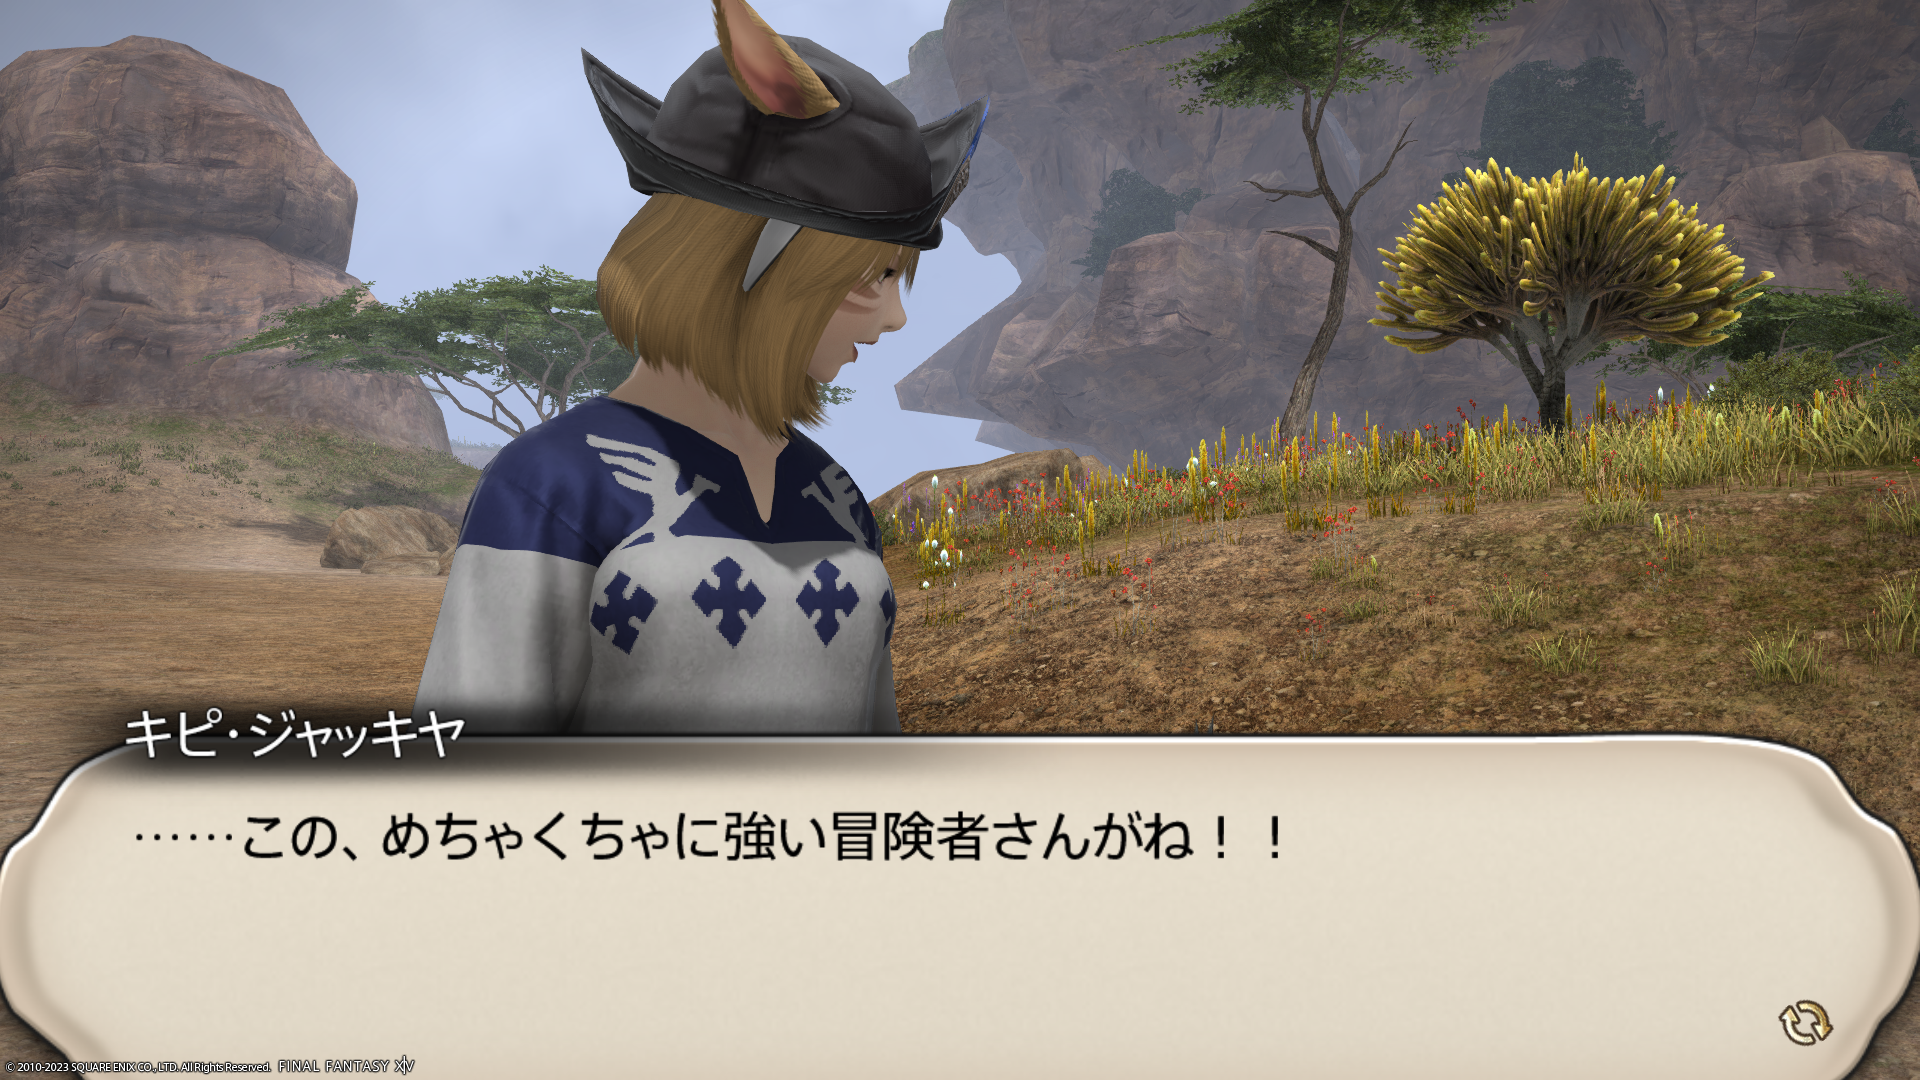 キピ・ジャッキヤ
……この、めちゃくちゃに強い冒険者さんがね！！
© 2010-2023 SQUARE ENIX CO., LTD. All Rights Reserved. FINAL FANTASY XIV